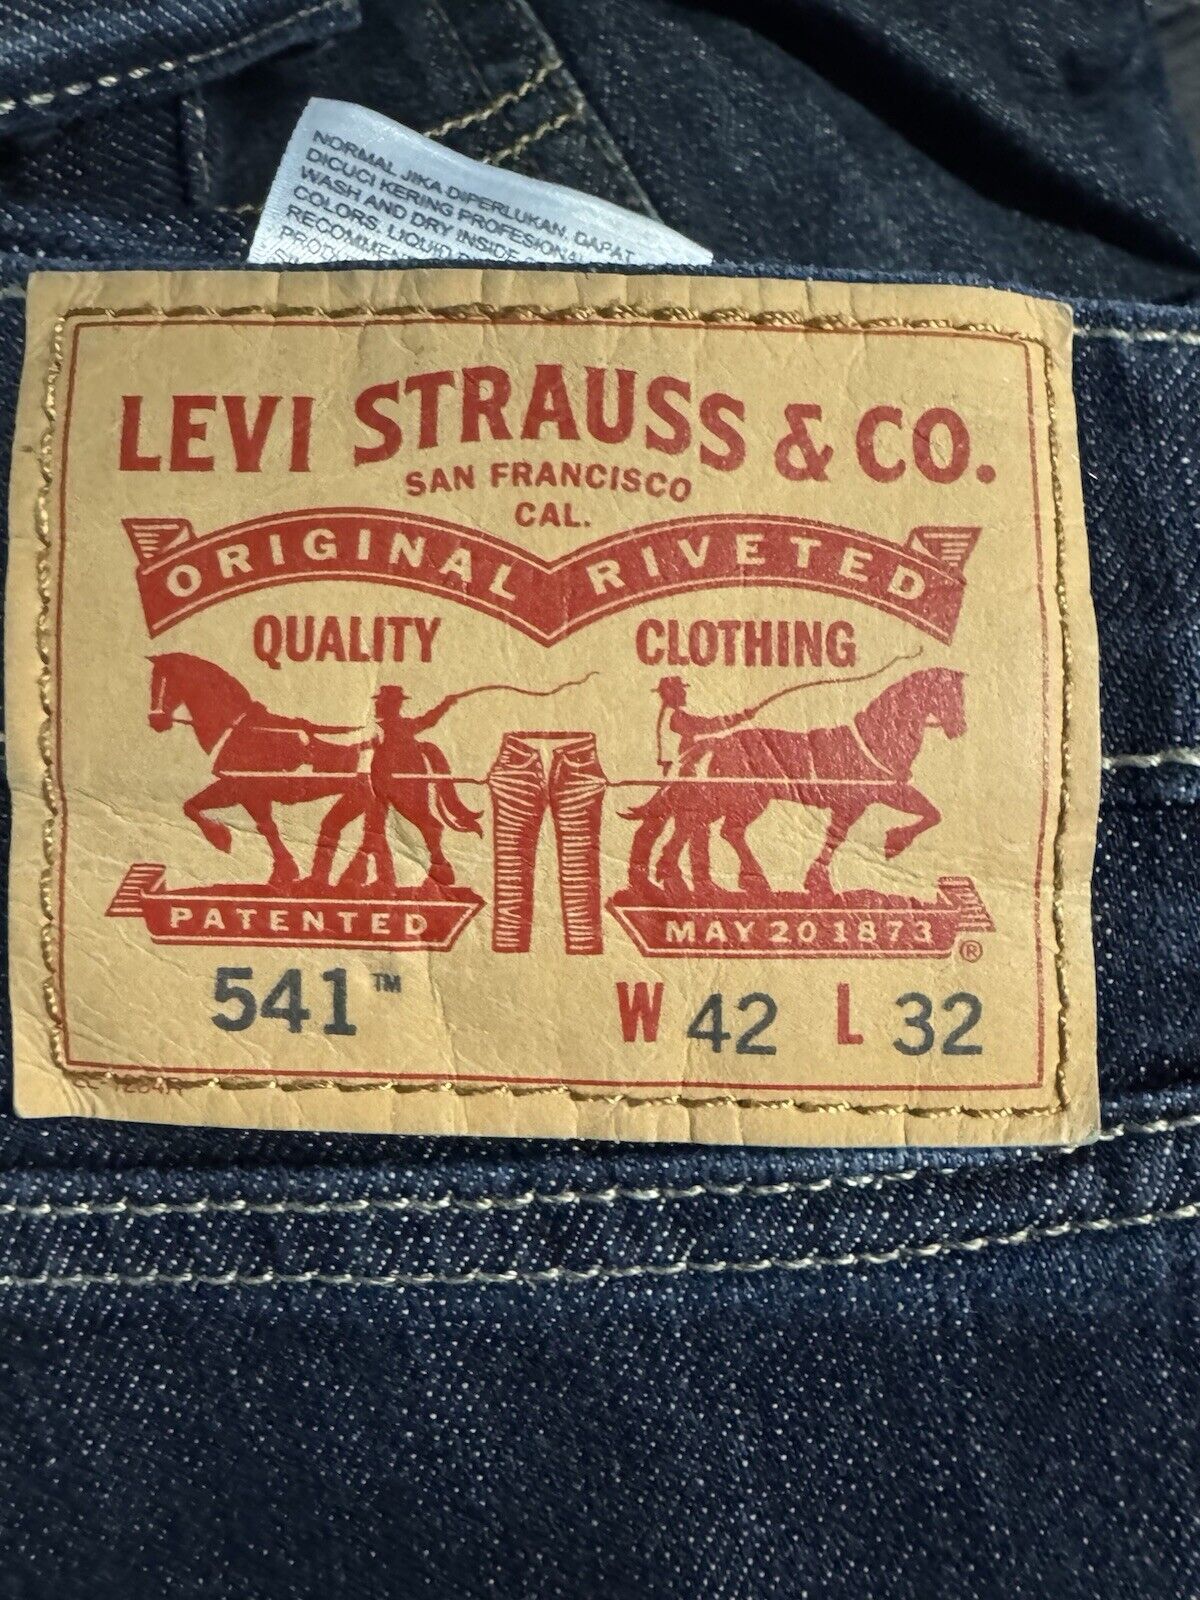 NORMAL JIKA DIPERLUKAN, DAPAT
DICUCI KERING PROFESIONAL
WASH AND DRY INSIDE
COLORS. LIQUID
LEVI STRAUSS & CO.
SAN FRANCISCO
CAL.
ORIGINAL RIVETED
QUALITY CLOTHING
PATENTED MAY 20 1873 ®
541™ W 42 L 32